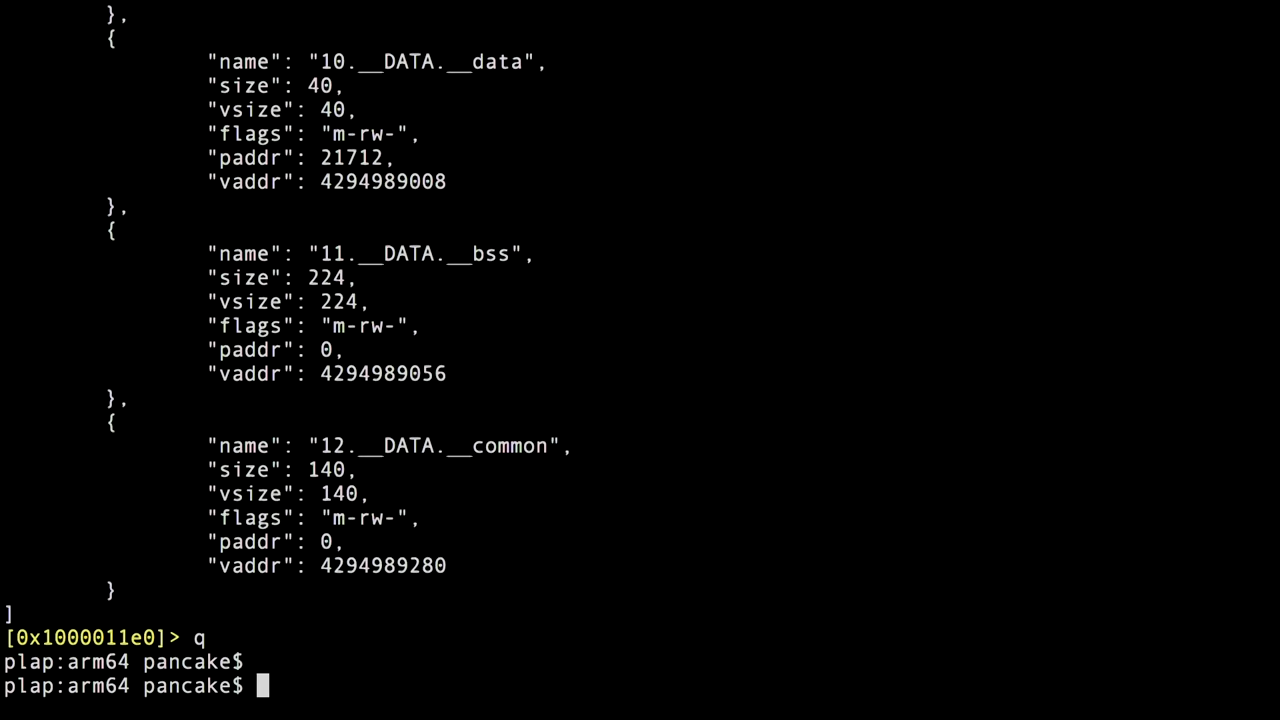 },
{
"name": "10.__DATA.__data",
"size": 40,
"vsize": 40,
"flags": "m-rw-",
"paddr": 21712,
"vaddr": 4294989008
},
{
"name": "11.__DATA.__bss",
"size": 224,
"vsize": 224,
"flags": "m-rw-",
"paddr": 0,
"vaddr": 4294989056
},
{
"name": "12.__DATA.__common",
"size": 140,
"vsize": 140,
"flags": "m-rw-",
"paddr": 0,
"vaddr": 4294989280
}
]
[0x1000011e0]> q
plap:arm64 pancake$
plap:arm64 pancake$